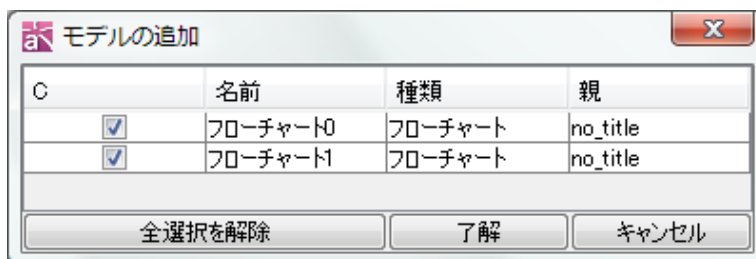 モデルの追加
C 名前 種類 親
フローチャート0 フローチャート no_title
フローチャート1 フローチャート no_title
全選択を解除 了解 キャンセル